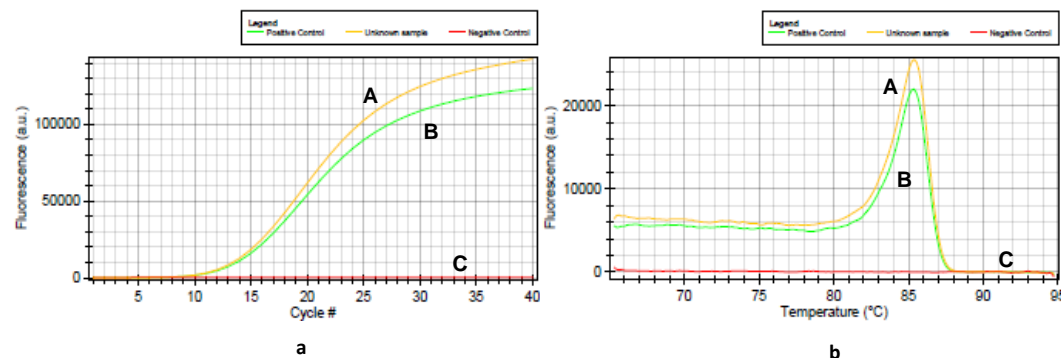 Legend
Positive Control Unknown sample Negative Control
Fluorescence (a.u.)
100000
50000
0
A
B
C
5 10 15 20 25 30 35 40
Cycle #
a
Legend
Positive Control Unknown sample Negative Control
Fluorescence (a.u.)
20000
10000
0
A
B
C
70 75 80 85 90 95
Temperature (°C)
b